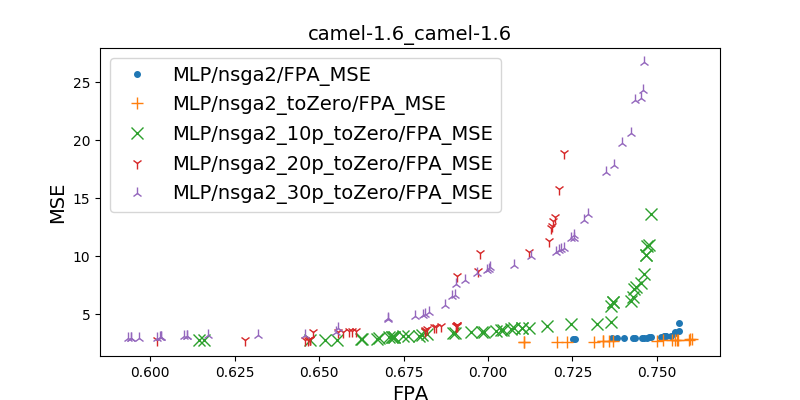 camel-1.6_camel-1.6
MLP/nsga2/FPA_MSE
MLP/nsga2_toZero/FPA_MSE
MLP/nsga2_10p_toZero/FPA_MSE
MLP/nsga2_20p_toZero/FPA_MSE
MLP/nsga2_30p_toZero/FPA_MSE
MSE
25
20
15
10
5
0.600 0.625 0.650 0.675 0.700 0.725 0.750
FPA